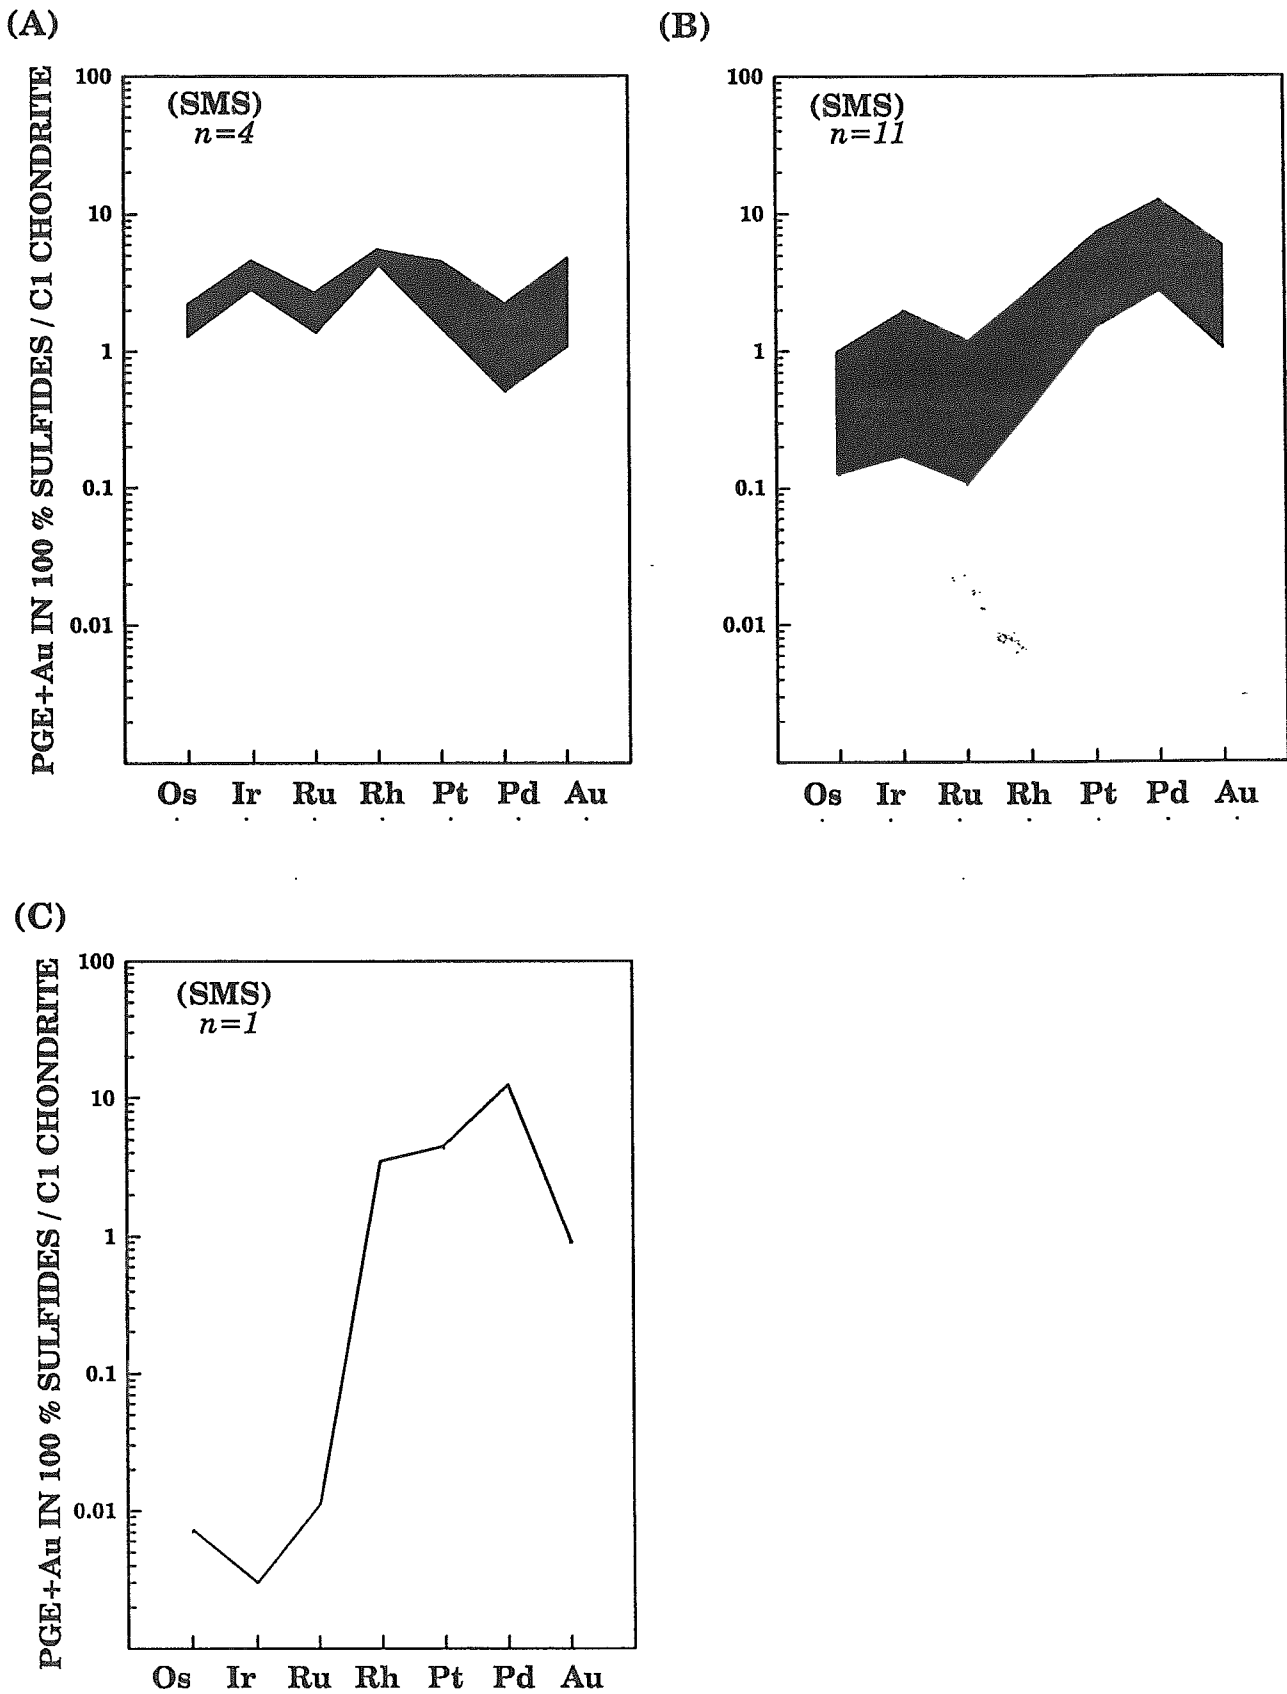 (A)
PGE+Au IN 100 % SULFIDES / C1 CHONDRITE
100
10
1
0.1
0.01
(SMS)
n=4
Os Ir Ru Rh Pt Pd Au
(B)
100
10
1
0.1
0.01
(SMS)
n=11
Os Ir Ru Rh Pt Pd Au
(C)
PGE+Au IN 100 % SULFIDES / C1 CHONDRITE
100
10
1
0.1
0.01
(SMS)
n=1
Os Ir Ru Rh Pt Pd Au